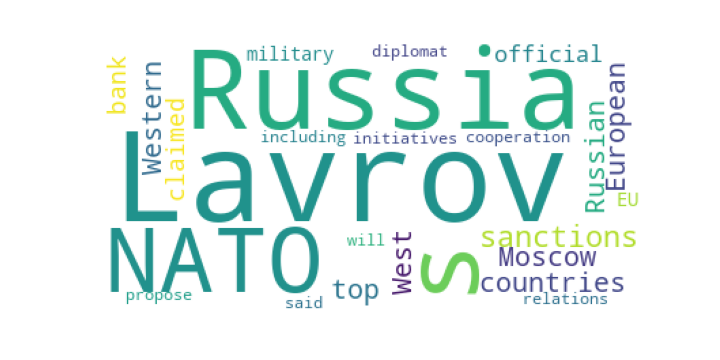 military
diplomat
official
Russia
bank
Western
claimed
European
Russian
including
initiatives
cooperation
Lavrov
EU
NATO
will
West
S
sanctions
Moscow
top
countries
propose
said
relations